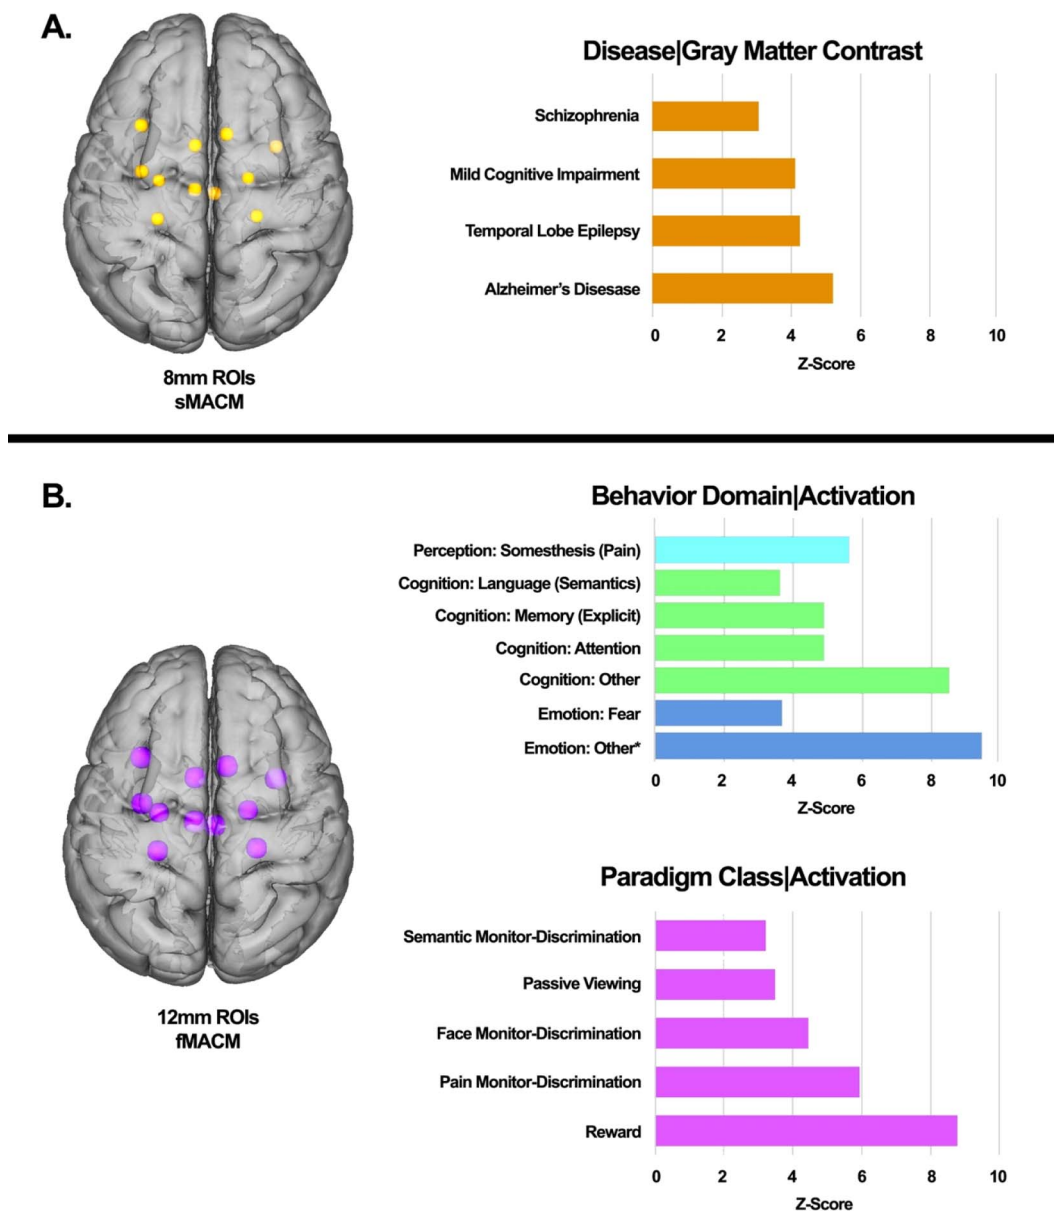 A.
Disease|Gray Matter Contrast
Schizophrenia
Mild Cognitive Impairment
Temporal Lobe Epilepsy
Alzheimer's Disesase
0 2 4 6 8 10
Z-Score
8mm ROIs
sMACM
B.
Behavior Domain|Activation
Perception: Somesthesis (Pain)
Cognition: Language (Semantics)
Cognition: Memory (Explicit)
Cognition: Attention
Cognition: Other
Emotion: Fear
Emotion: Other*
0 2 4 6 8 10
Z-Score
12mm ROIs
fMACM
Paradigm Class|Activation
Semantic Monitor-Discrimination
Passive Viewing
Face Monitor-Discrimination
Pain Monitor-Discrimination
Reward
0 2 4 6 8 10
Z-Score